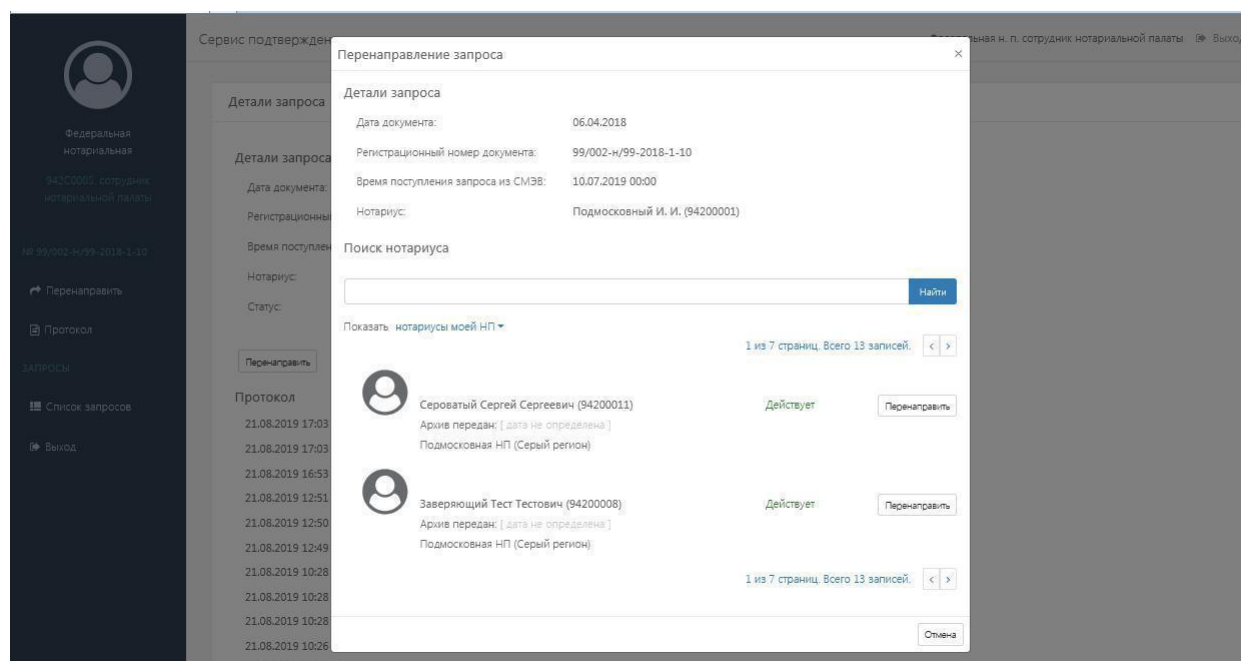 Сервис подтвержден
Федеральная н. п. сотрудник нотариальной палаты Выход
Федеральная
нотариальная
942C0005, сотрудник
нотариальной палаты
№ 99/002-Н/99-2018-1-10
Перенаправить
Протокол
ЗАПРОСЫ
Список запросов
Выход
Детали запроса
Детали запроса
Дата документа:
Регистрационны
Время поступлен
Нотариус:
Статус:
Перенаправить
Протокол
21.08.2019 17:03
21.08.2019 17:03
21.08.2019 16:53
21.08.2019 12:51
21.08.2019 12:50
21.08.2019 12:49
21.08.2019 10:28
21.08.2019 10:28
21.08.2019 10:28
21.08.2019 10:26
Перенаправление запроса ×
Детали запроса
Дата документа: 06.04.2018
Регистрационный номер документа: 99/002-н/99-2018-1-10
Время поступления запроса из СМЭВ: 10.07.2019 00:00
Нотариус: Подмосковный И. И. (94200001)
Поиск нотариуса
Найти
Показать нотариусы моей НП
1 из 7 страниц. Всего 13 записей. < >
Сероватый Сергей Сергеевич (94200011) Действует Перенаправить
Архив передан: [ дата не определена ]
Подмосковная НП (Серый регион)
Заверяющий Тест Тестович (94200008) Действует Перенаправить
Архив передан: [ дата не определена ]
Подмосковная НП (Серый регион)
1 из 7 страниц. Всего 13 записей. < >
Отмена